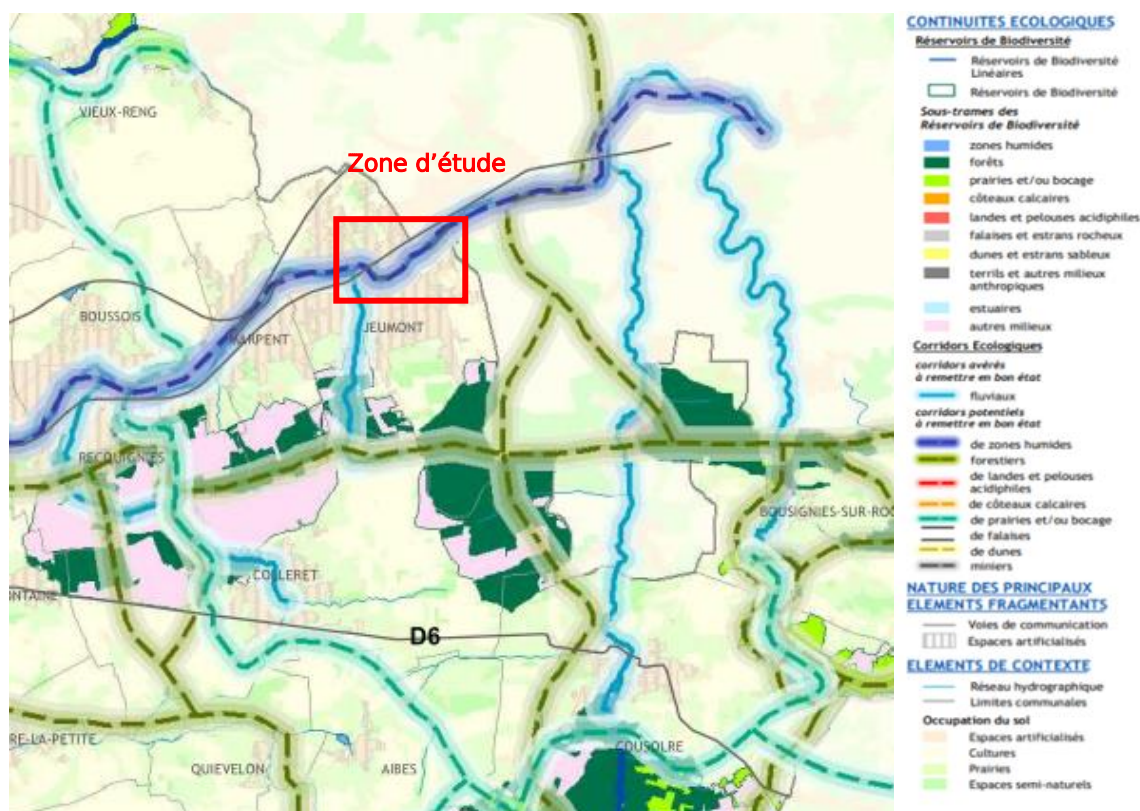 VIEUX-RENG
Zone d'étude
BOUSSOIS
MARPENT
JEUMONT
RECQUIGNIES
BOUSIGNIES-SUR-ROC
COLLERET
ONTAINE
D6
RE-LA-PETITE
QUIEVELON
AIBES
COUSOLRE
CONTINUITES ECOLOGIQUES
Réservoirs de Biodiversité
Réservoirs de Biodiversité
Linéaires
Réservoirs de Biodiversité
Sous-trames des
Réservoirs de Biodiversité
zones humides
forêts
prairies et/ou bocage
côteaux calcaires
landes et pelouses acidiphiles
falaises et estrans rocheux
dunes et estrans sableux
terrils et autres milieux
anthropiques
estuaires
autres milieux
Corridors Ecologiques
corridors avérés
à remettre en bon état
fluviaux
corridors potentiels
à remettre en bon état
de zones humides
forestiers
de landes et pelouses
acidiphiles
de côteaux calcaires
de prairies et/ou bocage
de falaises
de dunes
miniers
NATURE DES PRINCIPAUX
ELEMENTS FRAGMENTANTS
Voies de communication
Espaces artificialisés
ELEMENTS DE CONTEXTE
Réseau hydrographique
Limites communales
Occupation du sol
Espaces artificialisés
Cultures
Prairies
Espaces semi-naturels